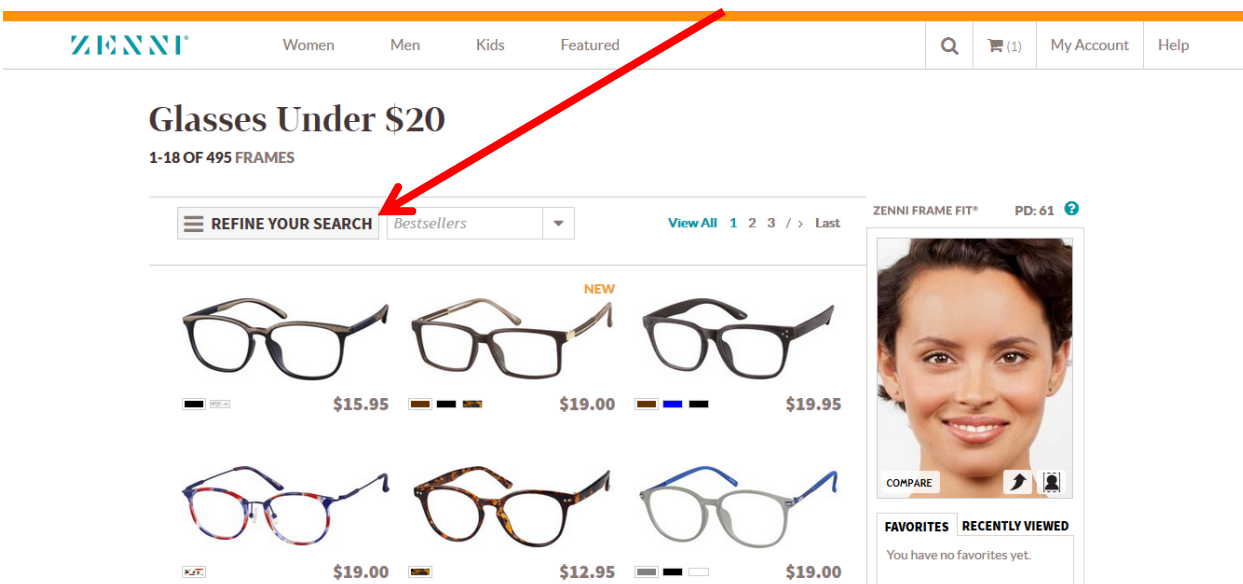 ZENNI® Women Men Kids Featured (1) My Account Help
Glasses Under $20
1-18 OF 495 FRAMES
REFINE YOUR SEARCH Bestsellers View All 1 2 3 / > Last
ZENNI FRAME FIT® PD: 61 ?
NEW
$15.95 $19.00 $19.95
COMPARE
FAVORITES RECENTLY VIEWED
You have no favorites yet.
$19.00 $12.95 $19.00